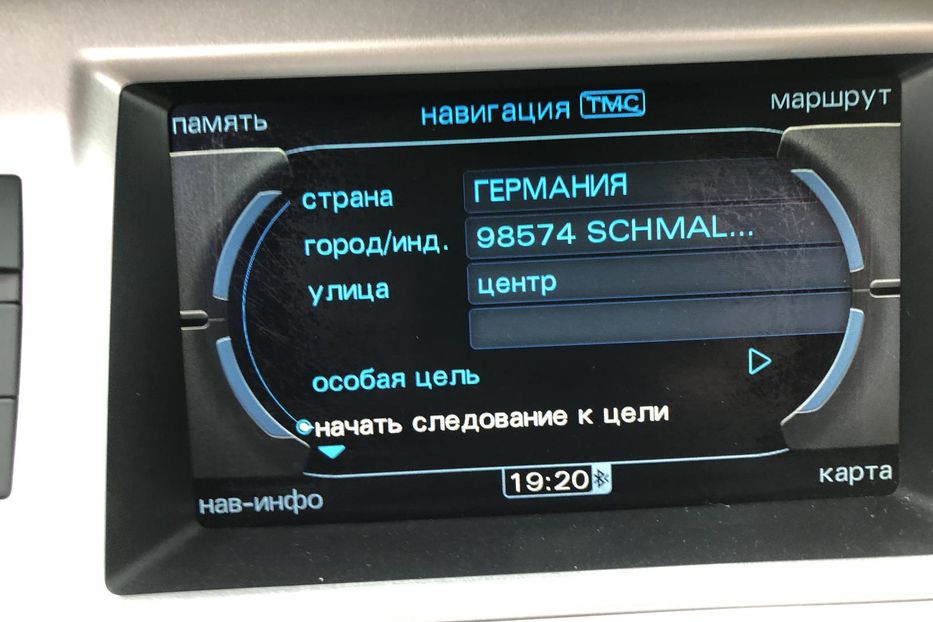 память навигация TMC маршрут
страна ГЕРМАНИЯ
город/инд. 98574 SCHMAL...
улица центр
особая цель
начать следование к цели
нав-инфо 19:20 карта